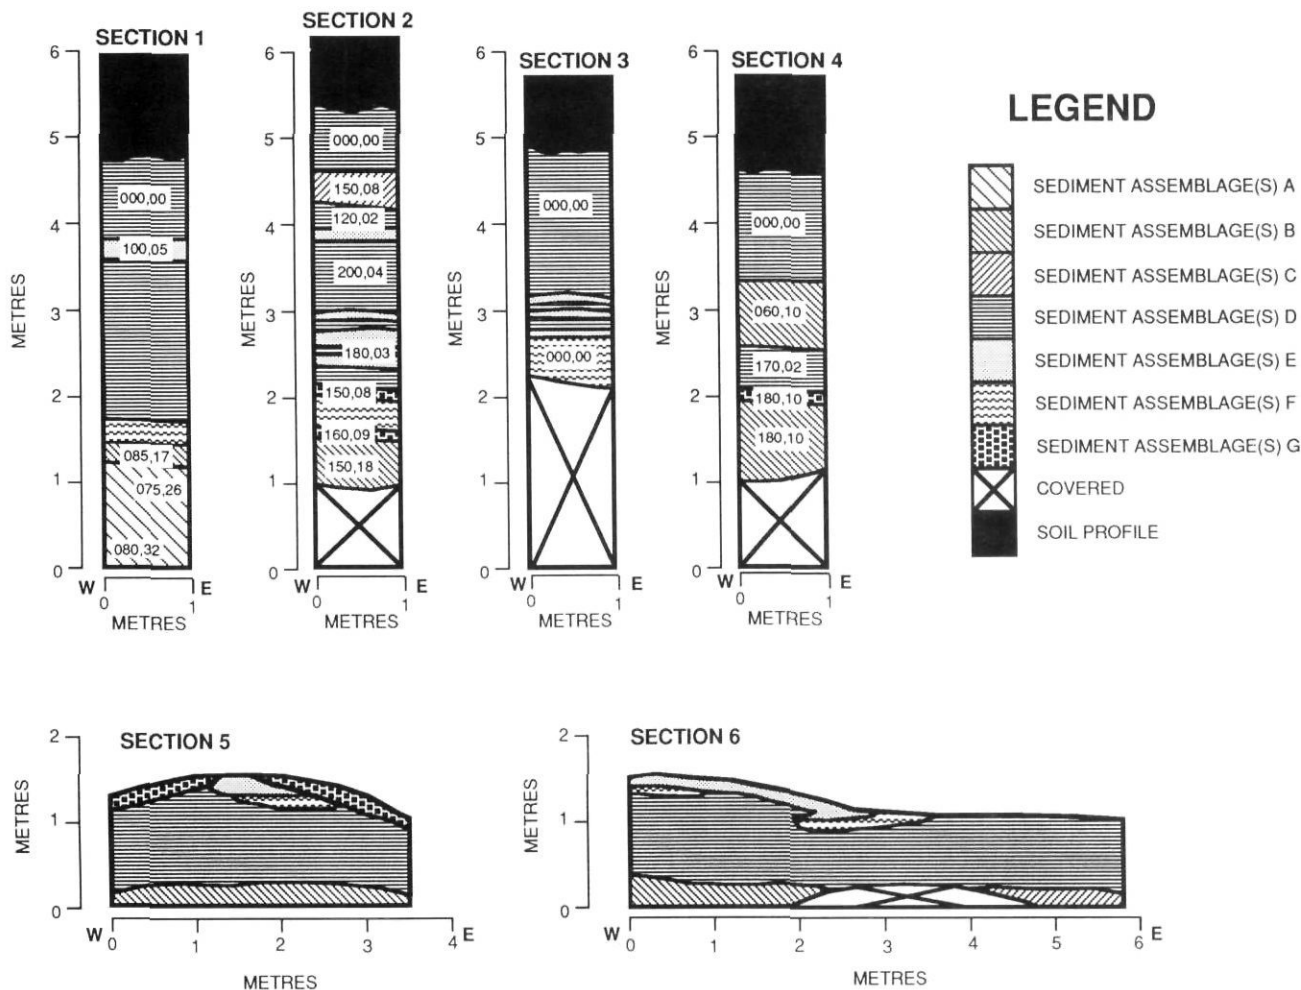 SECTION 1
6
5
4
3
2
1
0
METRES
000,00
100,05
085,17
075,26
080,32
W E
0 1
METRES
SECTION 2
6
5
4
3
2
1
0
METRES
000,00
150,08
120,02
200,04
180,03
150,08
160,09
150,18
W E
0 1
METRES
SECTION 3
6
5
4
3
2
1
0
METRES
000,00
000,00
W E
0 1
METRES
SECTION 4
6
5
4
3
2
1
0
METRES
000,00
060,10
170,02
180,10
180,10
W E
0 1
METRES
LEGEND
SEDIMENT ASSEMBLAGE(S) A
SEDIMENT ASSEMBLAGE(S) B
SEDIMENT ASSEMBLAGE(S) C
SEDIMENT ASSEMBLAGE(S) D
SEDIMENT ASSEMBLAGE(S) E
SEDIMENT ASSEMBLAGE(S) F
SEDIMENT ASSEMBLAGE(S) G
COVERED
SOIL PROFILE
SECTION 5
2
1
0
METRES
W E
0 1 2 3 4
METRES
SECTION 6
2
1
0
METRES
W E
0 1 2 3 4 5 6
METRES